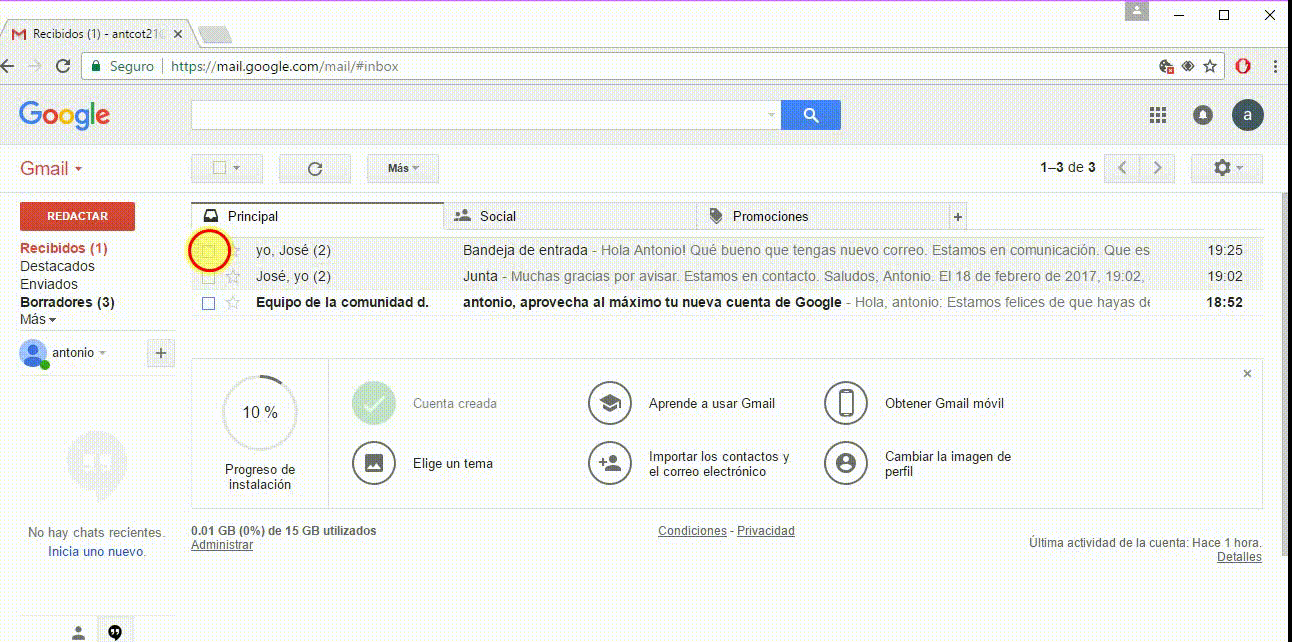 Recibidos (1) - antcot210
Seguro https://mail.google.com/mail/#inbox
Google
a
Gmail
Más
1–3 de 3
REDACTAR
Principal
Social
Promociones
+
Recibidos (1)
Destacados
Enviados
Borradores (3)
Más
antonio
+
yo, José (2) Bandeja de entrada - Hola Antonio! Qué bueno que tengas nuevo correo. Estamos en comunicación. Que es 19:25
José, yo (2) Junta - Muchas gracias por avisar. Estamos en contacto. Saludos, Antonio. El 18 de febrero de 2017, 19:02, 19:02
Equipo de la comunidad d. antonio, aprovecha al máximo tu nueva cuenta de Google - Hola, antonio: Estamos felices de que hayas de 18:52
10 %
Progreso de
instalación
Cuenta creada
Aprende a usar Gmail
Obtener Gmail móvil
Elige un tema
Importar los contactos y
el correo electrónico
Cambiar la imagen de
perfil
No hay chats recientes.
Inicia uno nuevo.
0.01 GB (0%) de 15 GB utilizados
Administrar
Condiciones - Privacidad
Última actividad de la cuenta: Hace 1 hora.
Detalles